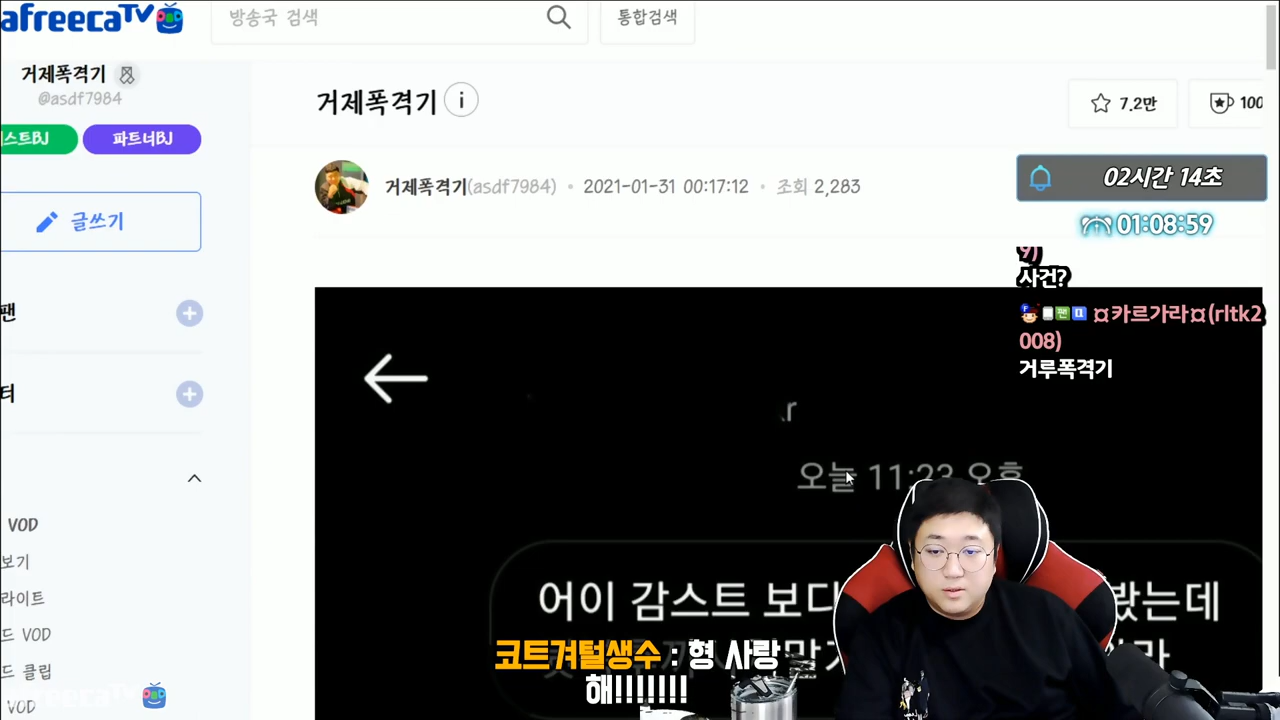 afreecaTV
방송국 검색
통합검색
거제폭격기
@asdf7984
스트BJ
파트너BJ
글쓰기
팬
터
VOD
보기
라이트
드 VOD
드 클립
VOD
afreecaTV
거제폭격기
7.2만
100
거제폭격기(asdf7984) • 2021-01-31 00:17:12 • 조회 2,283
02시간 14초
01:08:59
9)
사건?
F 팬 ¤카르가라¤(rltk2
008)
거루폭격기
오늘 11:23 오후
어이 감스트 보다
봤는데
코트겨털생수 : 형 사랑
해!!!!!!!